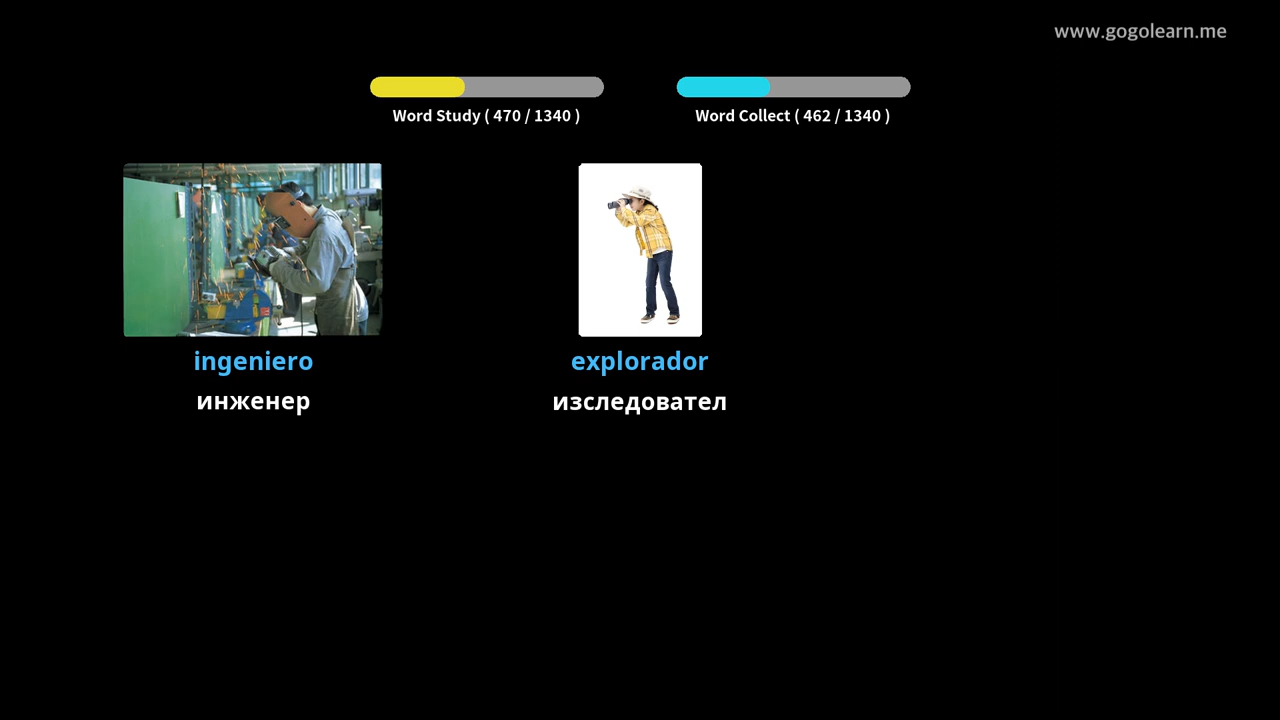 www.gogolearn.me
Word Study ( 470 / 1340 )
Word Collect ( 462 / 1340 )
ingeniero
explorador
инженер
изследовател